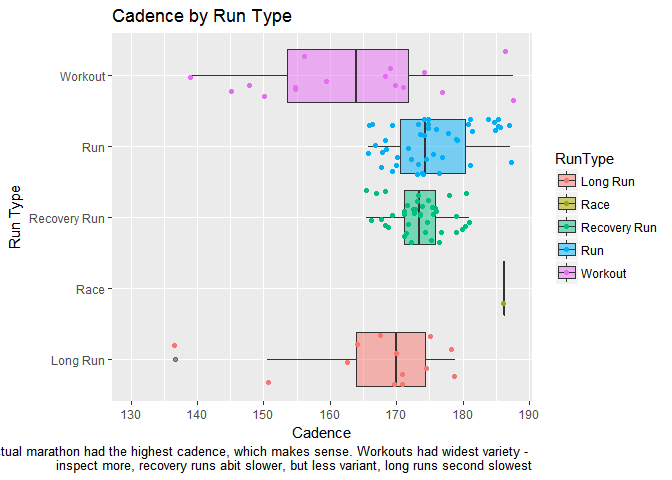 Cadence by Run Type
Run Type
Workout
Run
Recovery Run
Race
Long Run
130 140 150 160 170 180 190
Cadence
RunType
Long Run
Race
Recovery Run
Run
Workout
marathon had the highest cadence, which makes sense. Workouts had widest variety -
inspect more, recovery runs abit slower, but less variant, long runs second slowest